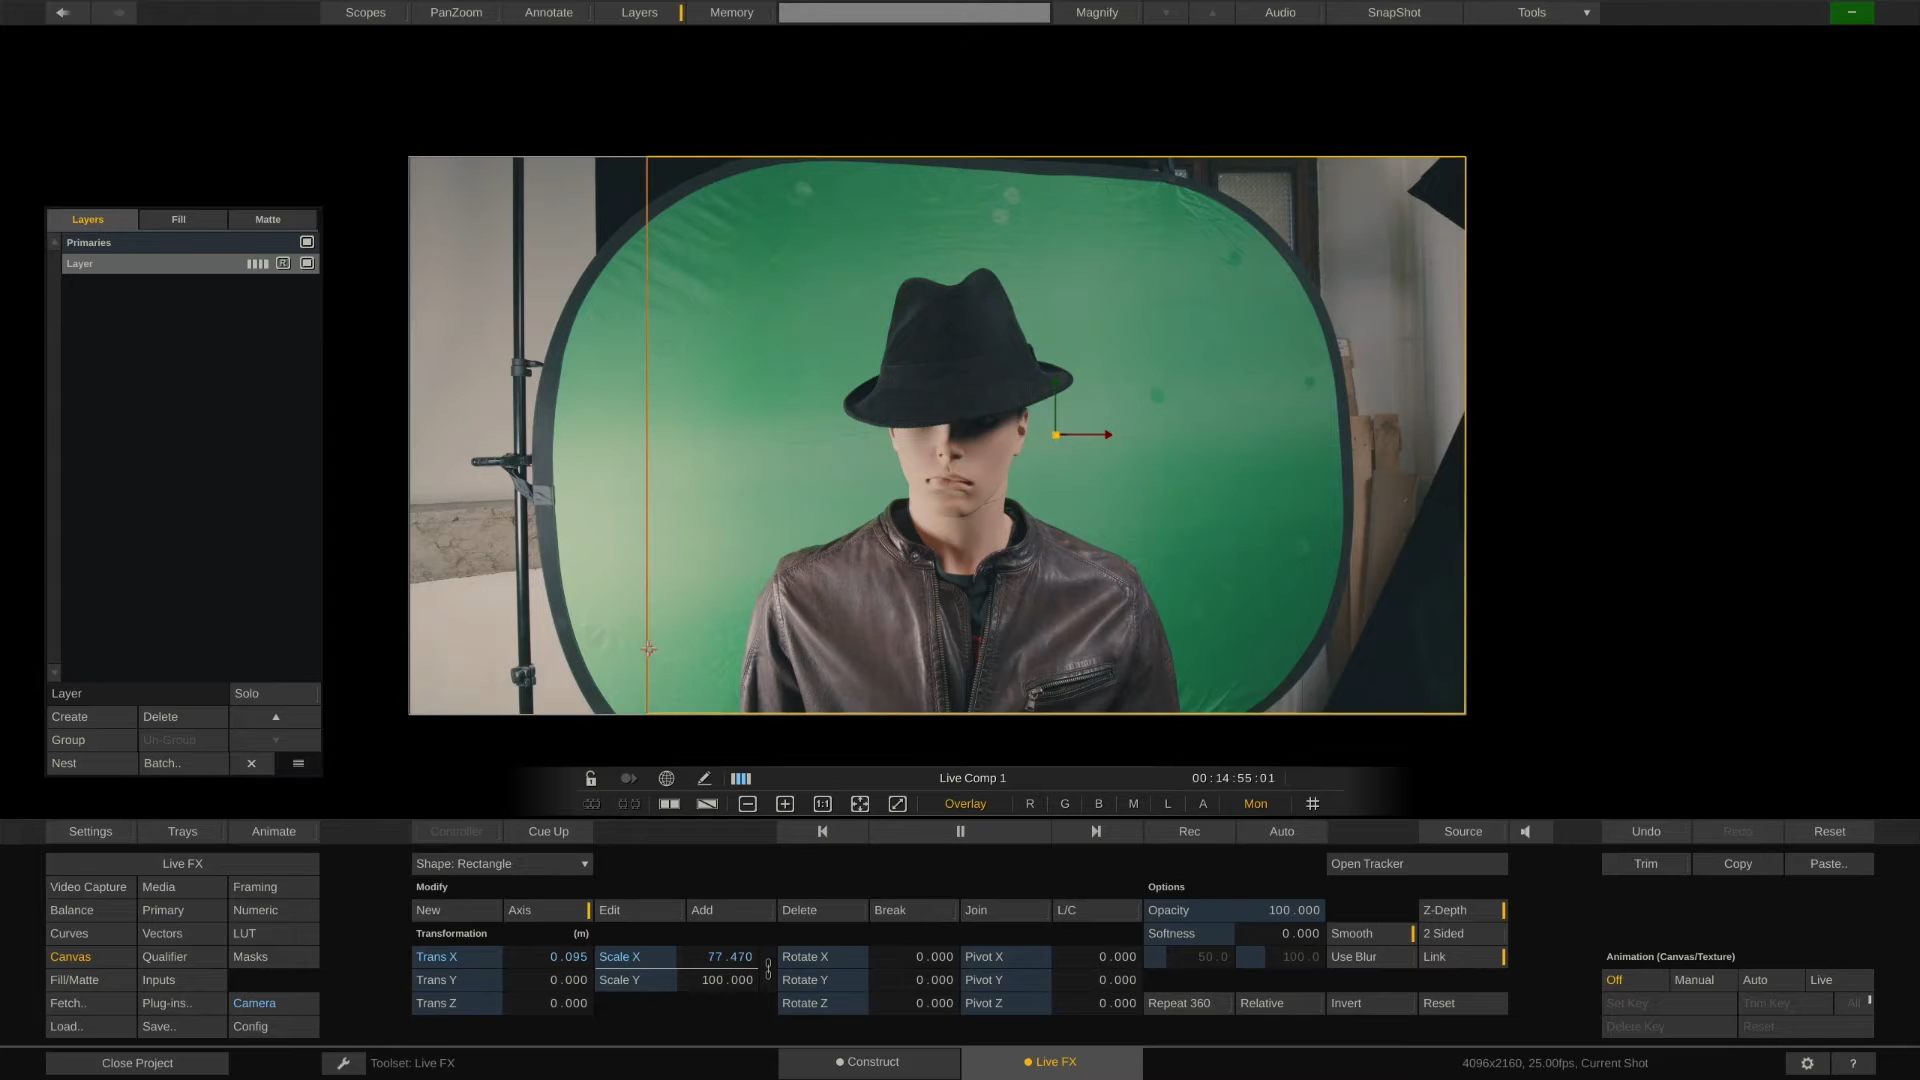 Scopes PanZoom Annotate Layers Memory Magnify Audio SnapShot Tools
Layers Fill Matte
Primaries
Layer R
Layer Solo
Create Delete
Group Un-Group
Nest Batch..
Live Comp 1 00:14:55:01
1:1 Overlay R G B M L A Mon
Settings Trays Animate Controller Cue Up Rec Auto Source Undo Redo Reset
Live FX Shape: Rectangle Open Tracker Trim Copy Paste..
Video Capture Media Framing Modify Options
Balance Primary Numeric New Axis Edit Add Delete Break Join L/C Opacity 100.000 Z-Depth
Curves Vectors LUT Transformation (m) Softness 0.000 Smooth 2 Sided
Canvas Qualifier Masks Trans X 0.095 Scale X 77.470 Rotate X 0.000 Pivot X 0.000 50.0 100.0 Use Blur Link Animation (Canvas/Texture)
Fill/Matte Inputs Trans Y 0.000 Scale Y 100.000 Rotate Y 0.000 Pivot Y 0.000 Off Manual Auto Live
Fetch.. Plug-ins.. Camera Trans Z 0.000 Rotate Z 0.000 Pivot Z 0.000 Repeat 360 Relative Invert Reset Set Key Trim Key All
Load.. Save.. Config Delete Key Reset
Close Project Toolset: Live FX Construct Live FX 4096x2160, 25.00fps, Current Shot ?